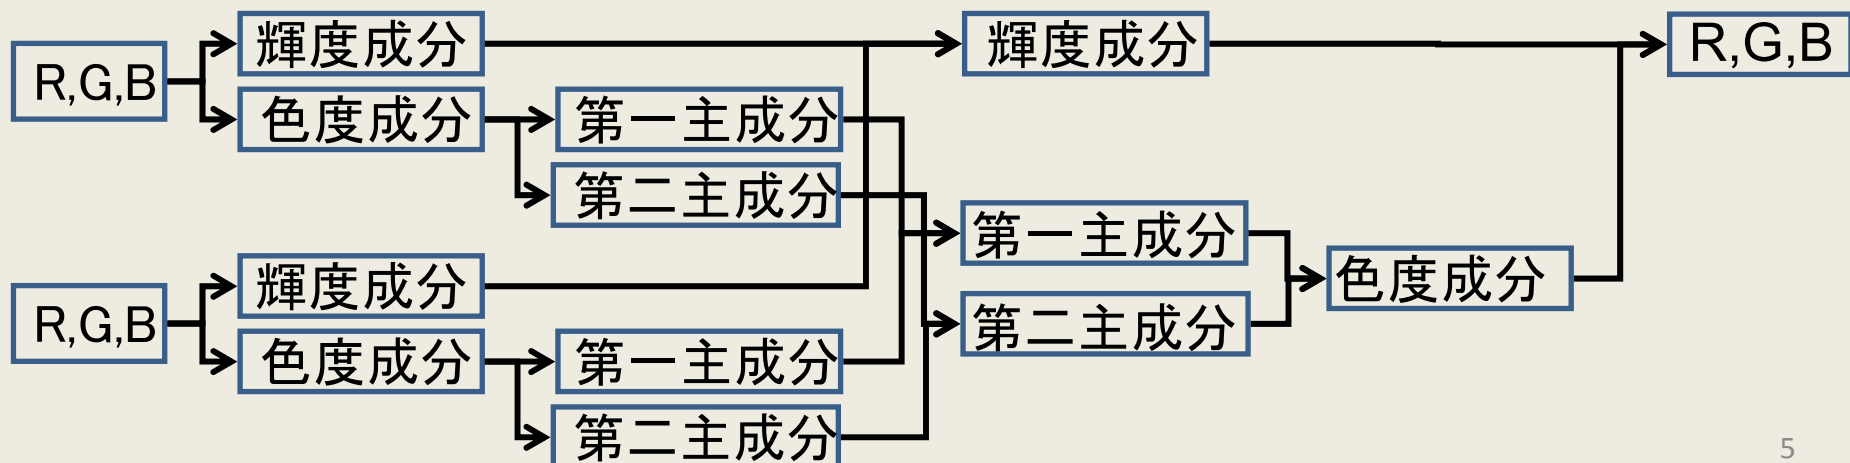 R,G,B
輝度成分
色度成分
第一主成分
第二主成分
R,G,B
輝度成分
色度成分
第一主成分
第二主成分
輝度成分
第一主成分
第二主成分
色度成分
R,G,B
5